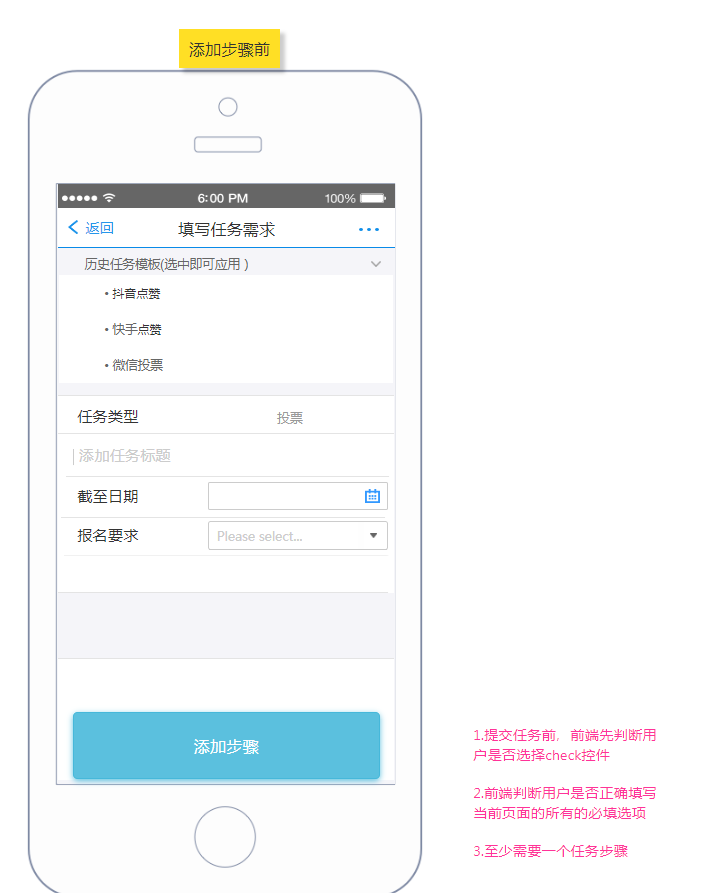 添加步骤前
6:00 PM
100%
返回
填写任务需求
历史任务模板(选中即可应用 )
• 抖音点赞
• 快手点赞
• 微信投票
任务类型
投票
添加任务标题
截至日期
报名要求
Please select...
添加步骤
1.提交任务前, 前端先判断用
户是否选择check控件
2.前端判断用户是否正确填写
当前页面的所有的必填选项
3.至少需要一个任务步骤